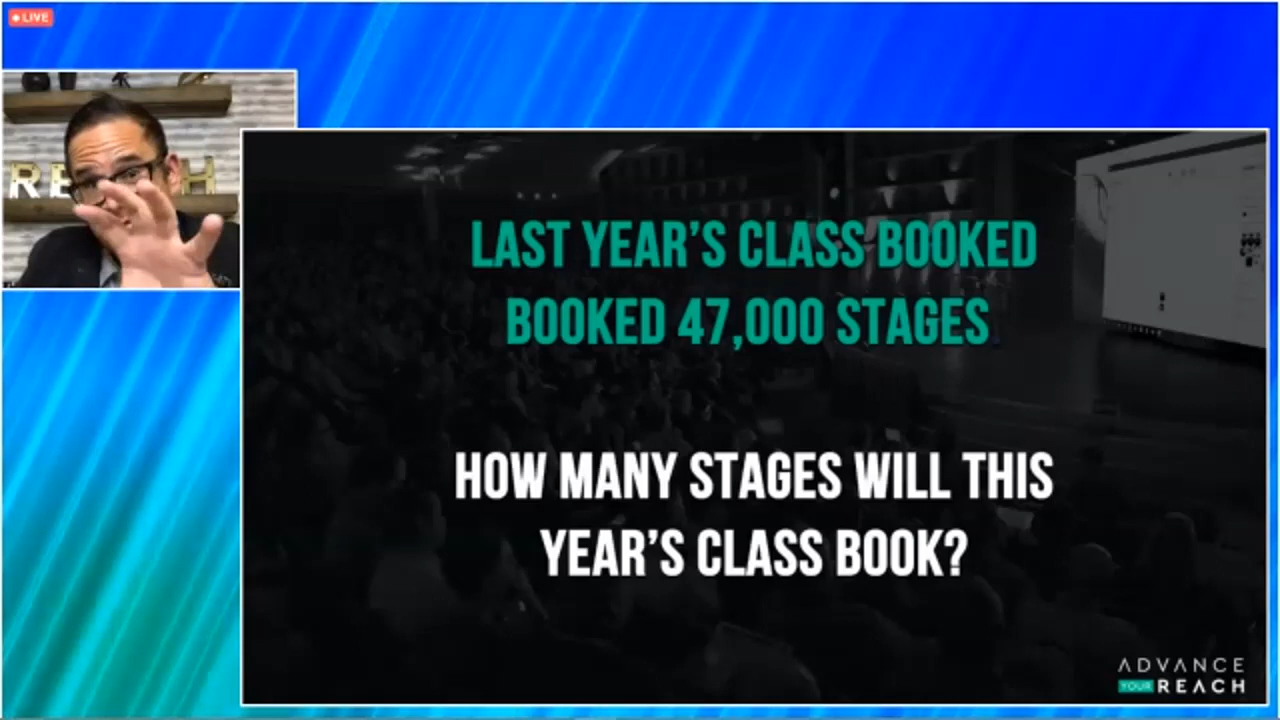 LIVE
RE H
LAST YEAR'S CLASS BOOKED
BOOKED 47,000 STAGES.
HOW MANY STAGES WILL THIS
YEAR'S CLASS BOOK?
ADVANCE
YOUR REACH